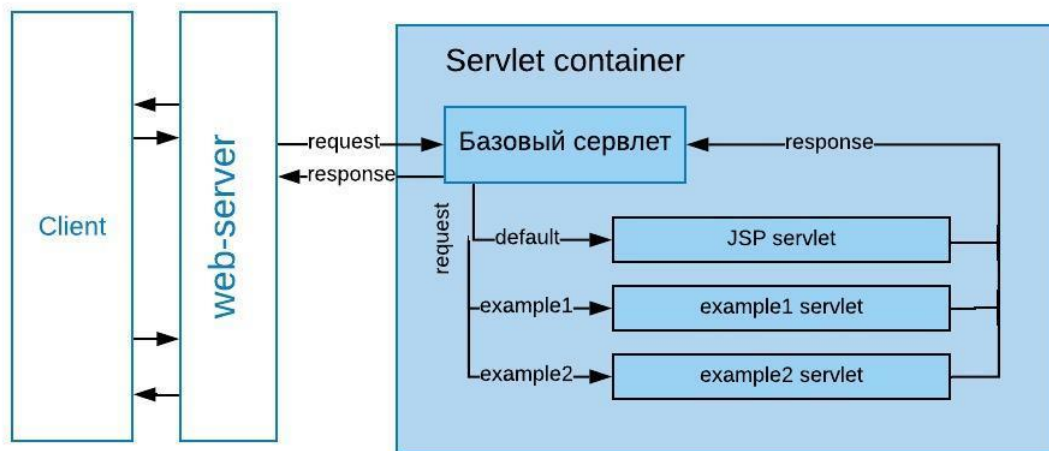 Servlet container
Client
web-server
request
response
Базовый сервлет
response
request
default
JSP servlet
example1
example1 servlet
example2
example2 servlet